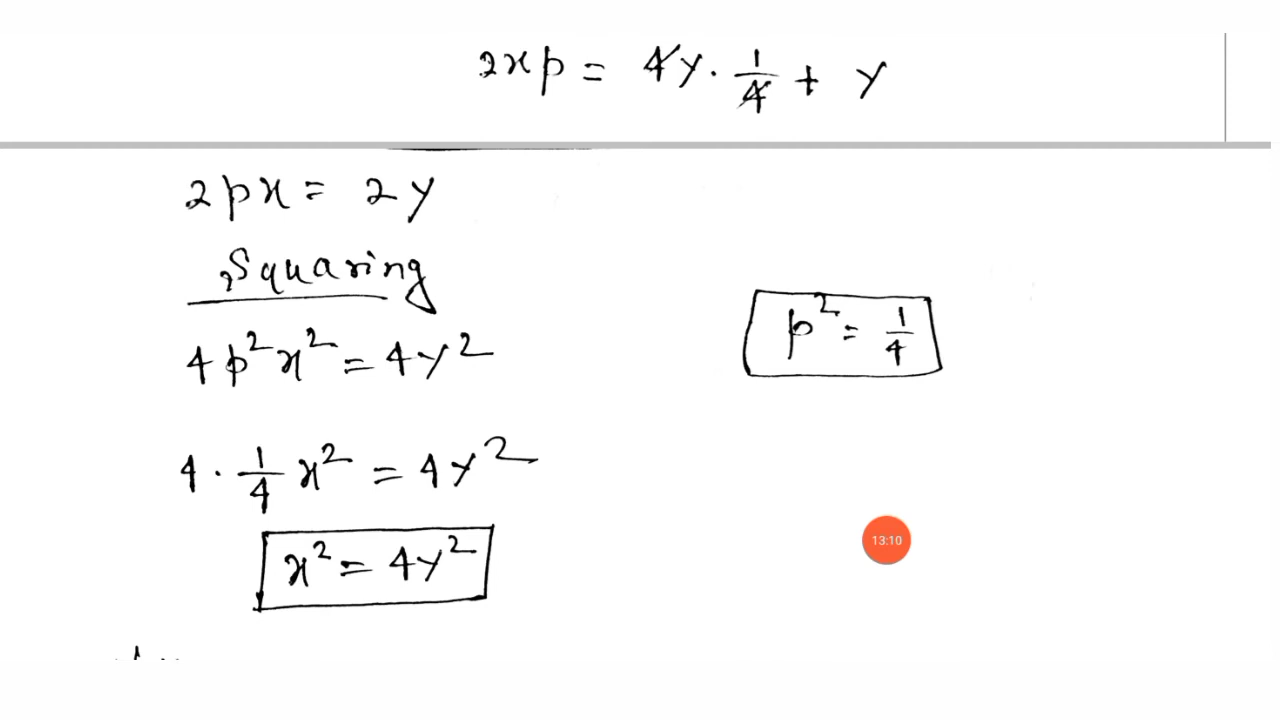 2xp = 4y · 1/4 + y
2px = 2y
Squaring
4p²x² = 4y²
p² = 1/4
4 · 1/4 x² = 4y²
x² = 4y²
13:10